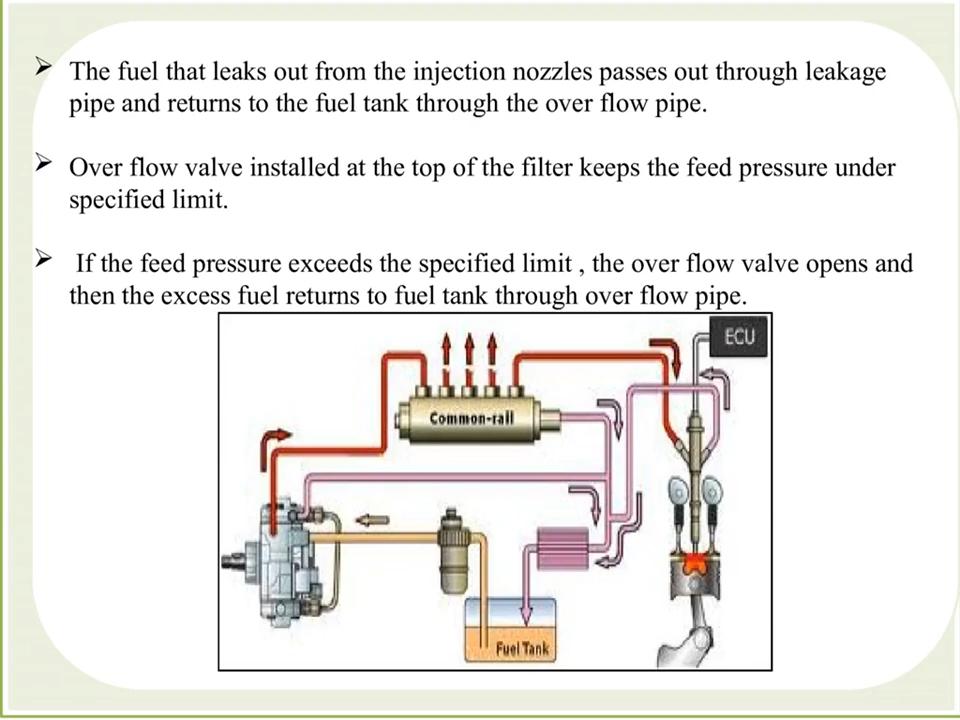 ➢ The fuel that leaks out from the injection nozzles passes out through leakage
pipe and returns to the fuel tank through the over flow pipe.
➢ Over flow valve installed at the top of the filter keeps the feed pressure under
specified limit.
➢ If the feed pressure exceeds the specified limit , the over flow valve opens and
then the excess fuel returns to fuel tank through over flow pipe.
ECU
Common-rail
Fuel Tank